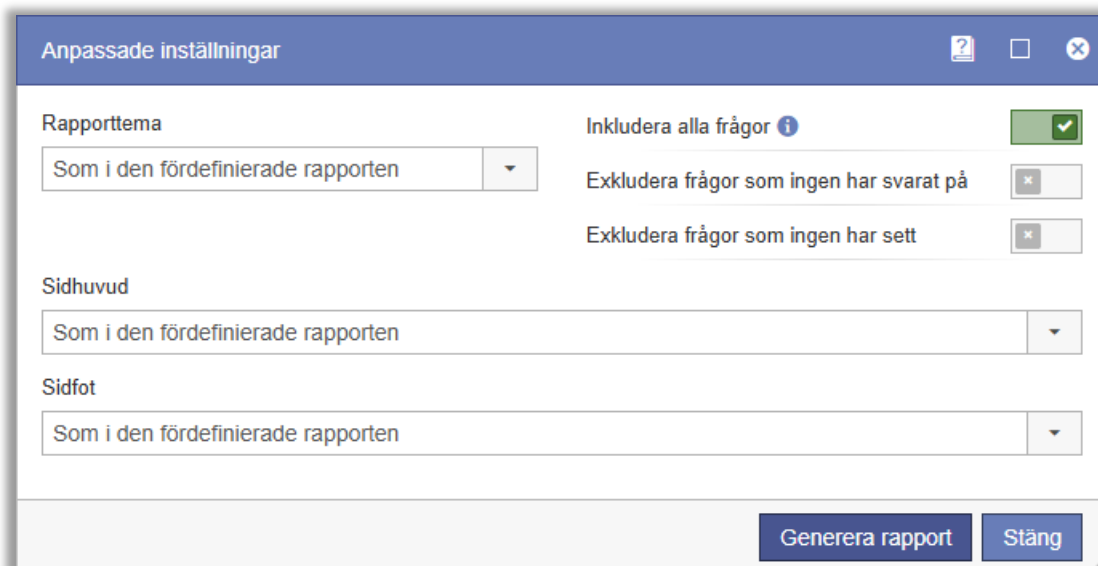 Anpassade inställningar
Rapporttema
Som i den fördefinierade rapporten
Inkludera alla frågor
Exkludera frågor som ingen har svarat på
Exkludera frågor som ingen har sett
Sidhuvud
Som i den fördefinierade rapporten
Sidfot
Som i den fördefinierade rapporten
Generera rapport
Stäng